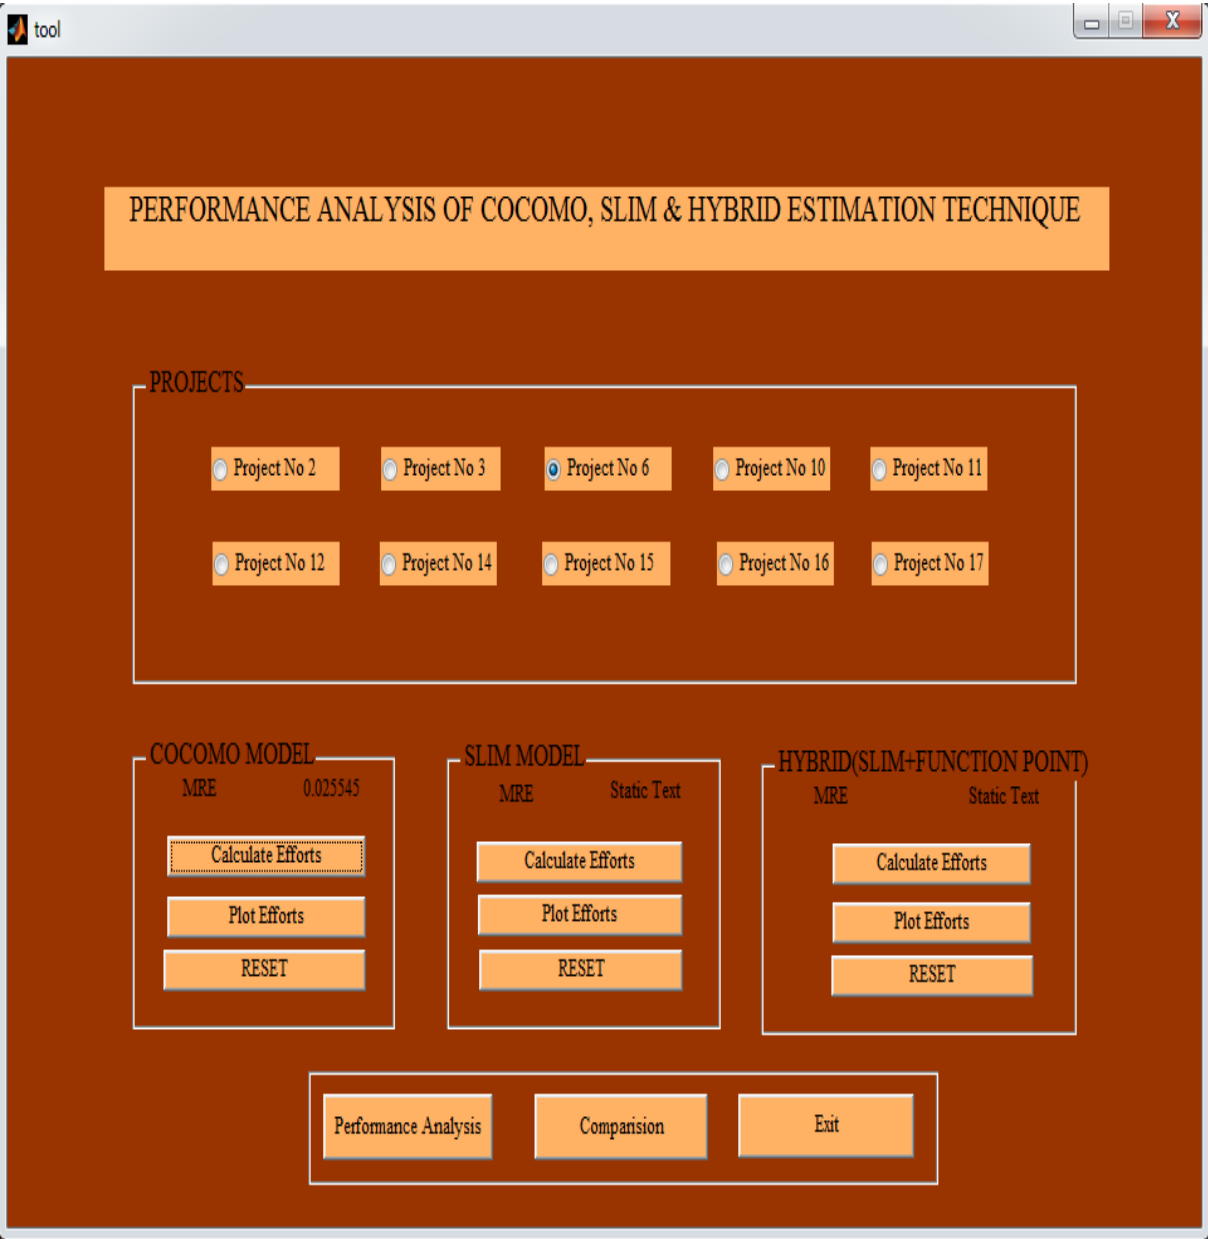 tool
X
PERFORMANCE ANALYSIS OF COCOMO, SLIM & HYBRID ESTIMATION TECHNIQUE
PROJECTS
Project No 2 Project No 3 Project No 6 Project No 10 Project No 11
Project No 12 Project No 14 Project No 15 Project No 16 Project No 17
COCOMO MODEL
MRE 0.025545
Calculate Efforts
Plot Efforts
RESET
SLIM MODEL
MRE Static Text
Calculate Efforts
Plot Efforts
RESET
HYBRID(SLIM+FUNCTION POINT)
MRE Static Text
Calculate Efforts
Plot Efforts
RESET
Performance Analysis Comparision Exit